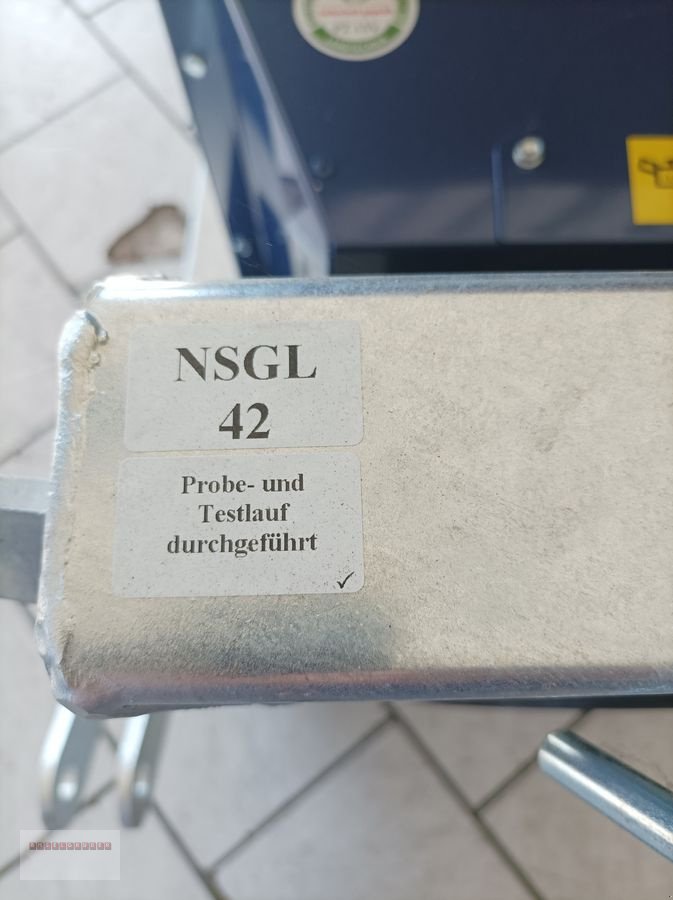 NSGL
42
Probe- und
Testlauf
durchgeführt